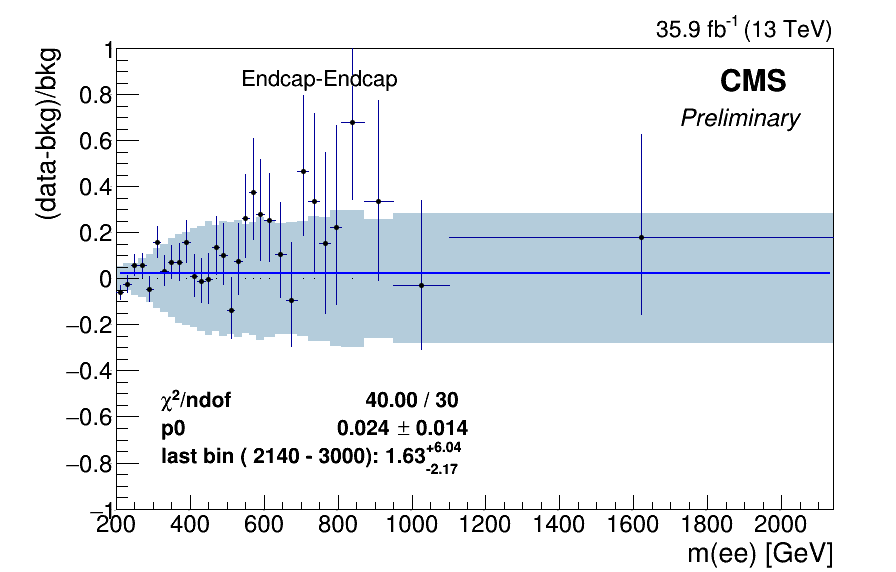 35.9 fb⁻¹ (13 TeV)
(data-bkg)/bkg
1
0.8
0.6
0.4
0.2
0
−0.2
−0.4
−0.6
−0.8
−1
Endcap-Endcap
CMS
Preliminary
χ²/ndof 40.00 / 30
p0 0.024 ± 0.014
last bin ( 2140 - 3000): 1.63 +6.04 -2.17
200 400 600 800 1000 1200 1400 1600 1800 2000
m(ee) [GeV]